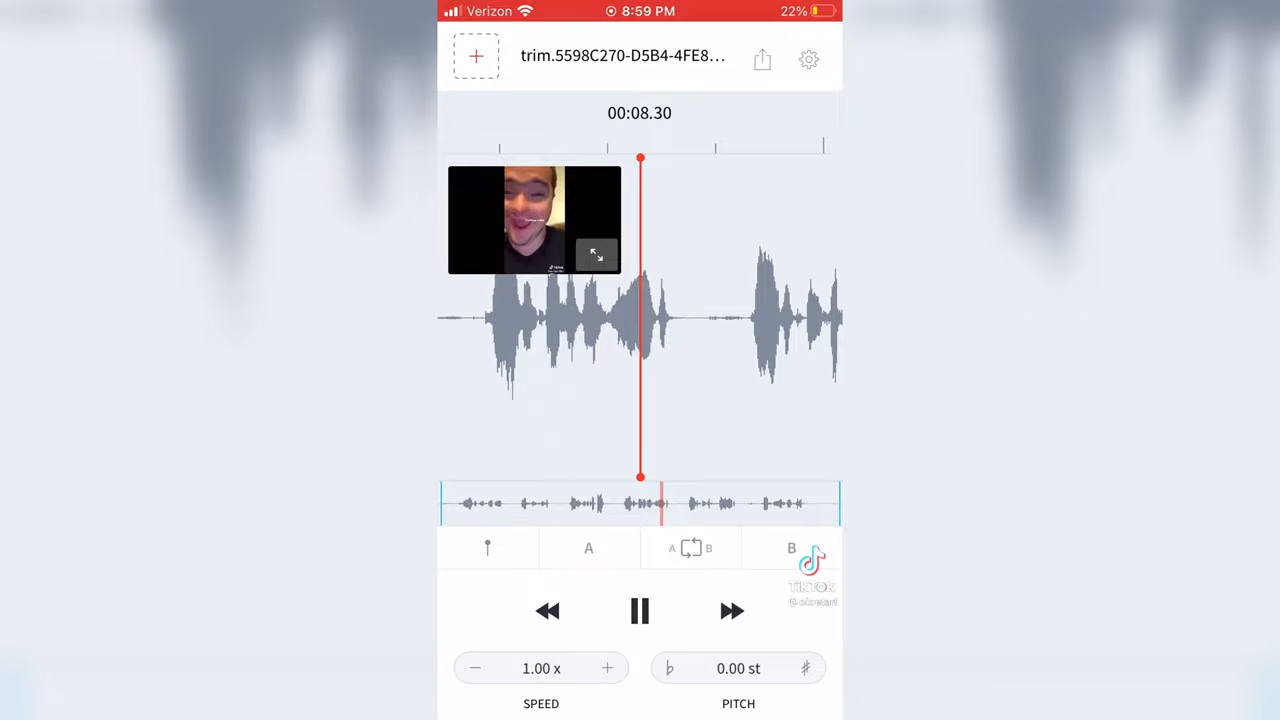 Verizon 8:59 PM 22%
trim.5598C270-D5B4-4FE8...
00:08.30
A A B B
TikTok
1.00 x 0.00 st
SPEED PITCH